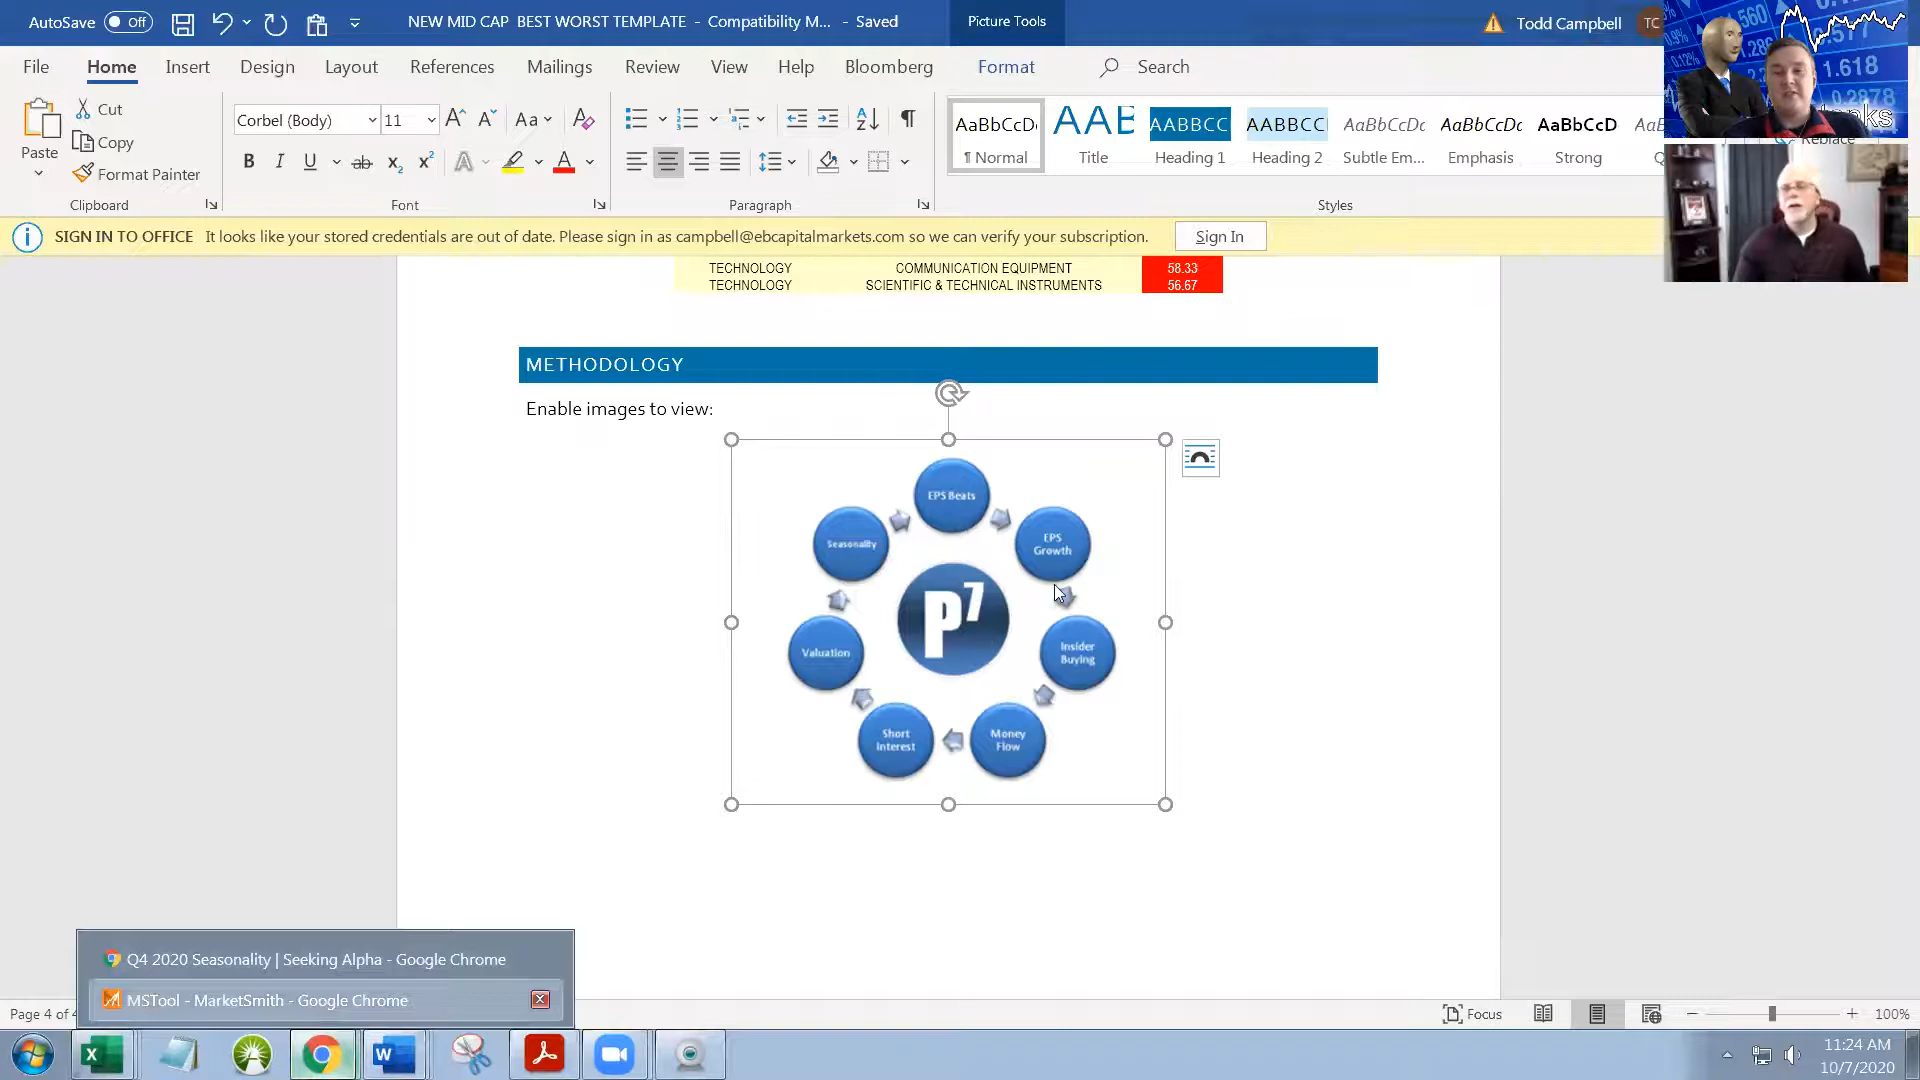 AutoSave Off NEW MID CAP BEST WORST TEMPLATE - Compatibility M... - Saved Picture Tools Todd Campbell TC
File Home Insert Design Layout References Mailings Review View Help Bloomberg Format Search
Paste Cut Copy Format Painter
Corbel (Body) 11
AaBbCcDc AABB AABBCC AABBCC AaBbCcDc AaBbCcDc AaBbCcD
¶ Normal Title Heading 1 Heading 2 Subtle Em... Emphasis Strong
Replace
Clipboard Font Paragraph Styles
SIGN IN TO OFFICE It looks like your stored credentials are out of date. Please sign in as campbell@ebcapitalmarkets.com so we can verify your subscription. Sign In
TECHNOLOGY COMMUNICATION EQUIPMENT 58.33
TECHNOLOGY SCIENTIFIC & TECHNICAL INSTRUMENTS 56.67
METHODOLOGY
Enable images to view:
EPS Beats
EPS Growth
Insider Buying
Money Flow
Short Interest
Valuation
Seasonality
P7
Q4 2020 Seasonality | Seeking Alpha - Google Chrome
MSTool - MarketSmith - Google Chrome
Page 4 of 4
Focus 100%
11:24 AM
10/7/2020
1.618
0.2878